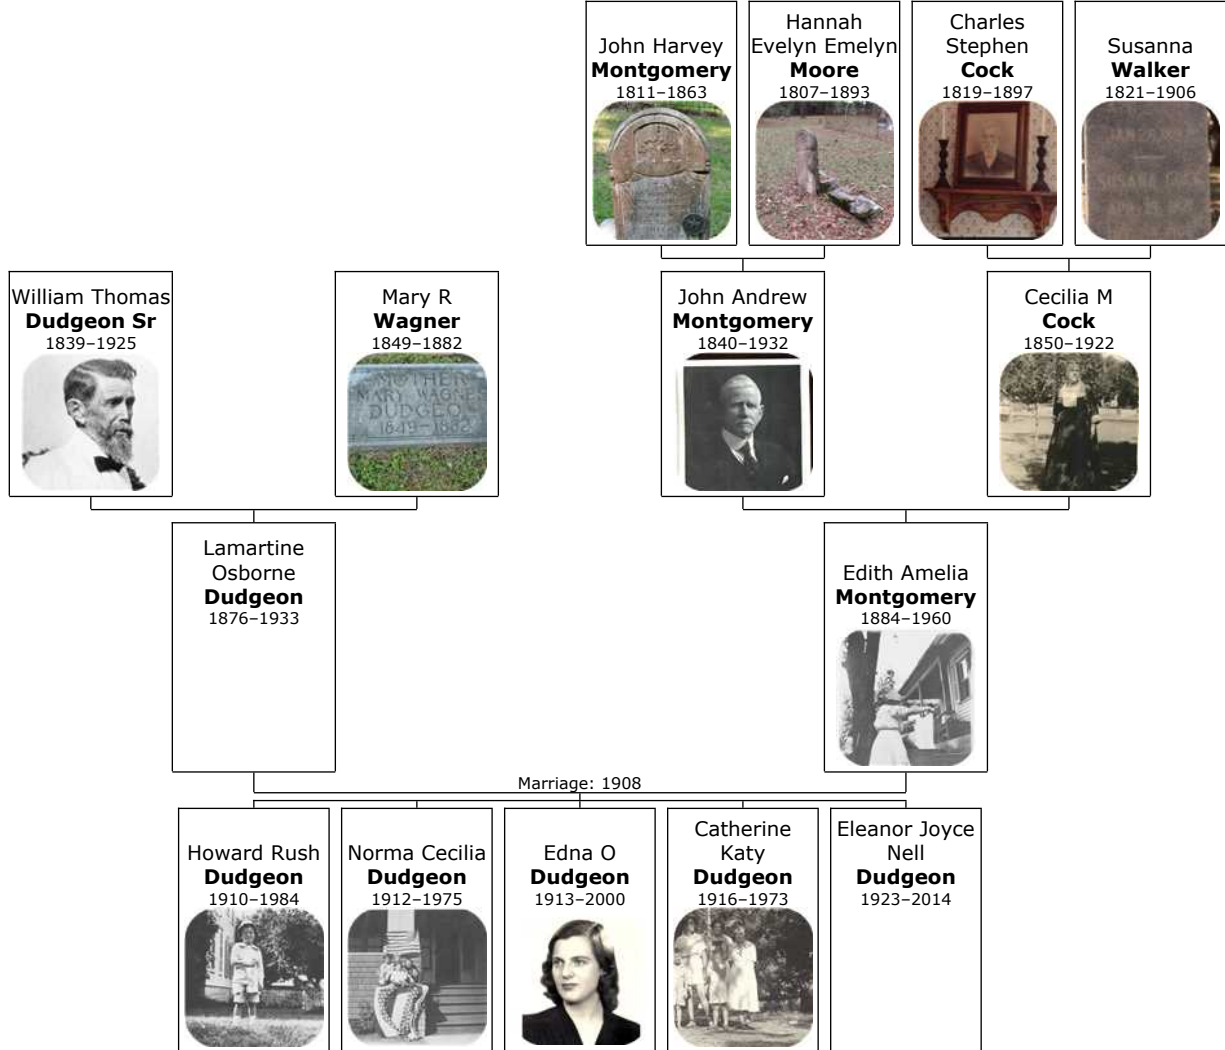 John Harvey
Montgomery
1811–1863
Hannah
Evelyn Emelyn
Moore
1807–1893
Charles
Stephen
Cock
1819–1897
Susanna
Walker
1821–1906
William Thomas
Dudgeon Sr
1839–1925
Mary R
Wagner
1849–1882
MOTHER
MARY WAGNER
DUDGEON
1849-1882
John Andrew
Montgomery
1840–1932
Cecilia M
Cock
1850–1922
Lamartine
Osborne
Dudgeon
1876–1933
Edith Amelia
Montgomery
1884–1960
Marriage: 1908
Howard Rush
Dudgeon
1910–1984
Norma Cecilia
Dudgeon
1912–1975
Edna O
Dudgeon
1913–2000
Catherine
Katy
Dudgeon
1916–1973
Eleanor Joyce
Nell
Dudgeon
1923–2014